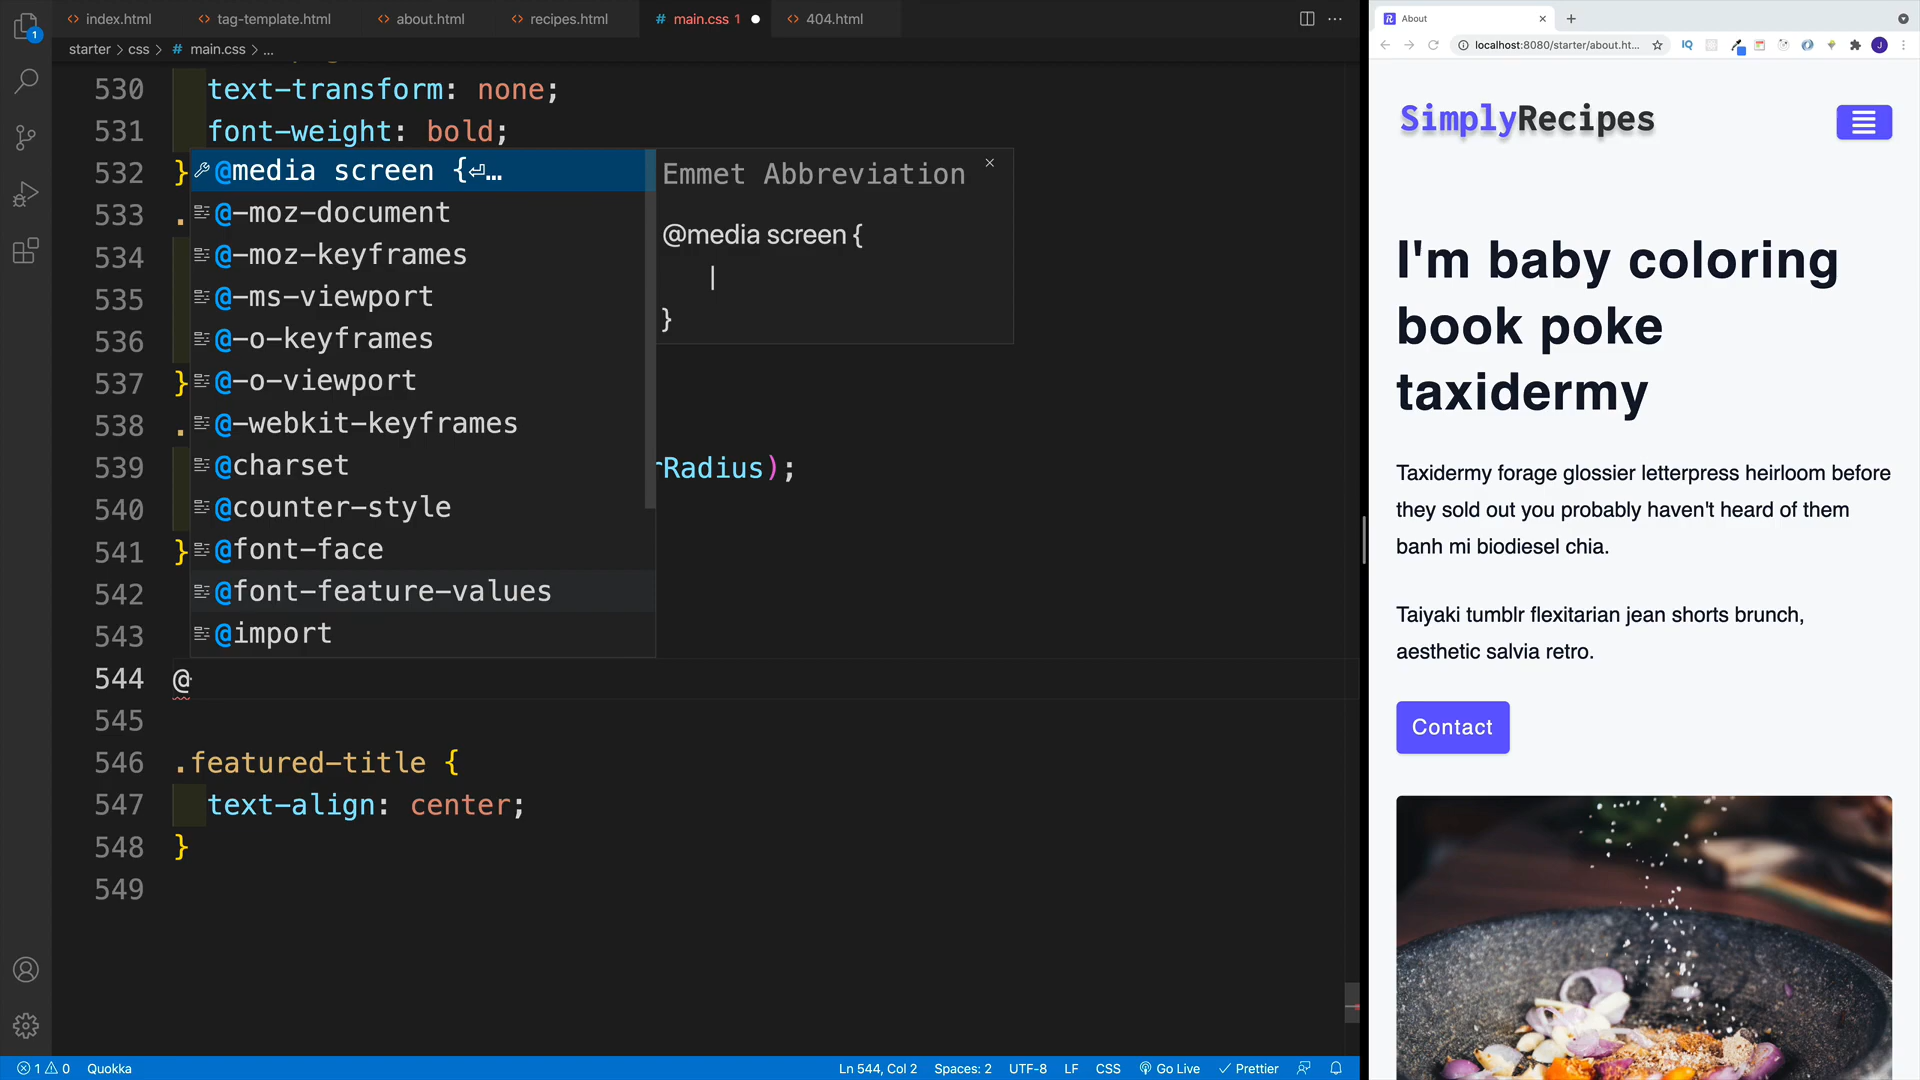 index.html
tag-template.html
about.html
recipes.html
# main.css 1
404.html
starter > css > # main.css > ...
530 text-transform: none;
531 font-weight: bold;
532 }
533 .
534
535
536
537 }
538 .
539 rRadius);
540
541 }
542
543
544 @
545
546 .featured-title {
547 text-align: center;
548 }
549
@media screen {⏎…
@-moz-document
@-moz-keyframes
@-ms-viewport
@-o-keyframes
@-o-viewport
@-webkit-keyframes
@charset
@counter-style
@font-face
@font-feature-values
@import
Emmet Abbreviation
@media screen {
|
}
1
1 0
Quokka
Ln 544, Col 2
Spaces: 2
UTF-8
LF
CSS
Go Live
Prettier
About
localhost:8080/starter/about.ht...
IQ
J
SimplyRecipes
I'm baby coloring
book poke
taxidermy
Taxidermy forage glossier letterpress heirloom before
they sold out you probably haven't heard of them
banh mi biodiesel chia.
Taiyaki tumblr flexitarian jean shorts brunch,
aesthetic salvia retro.
Contact